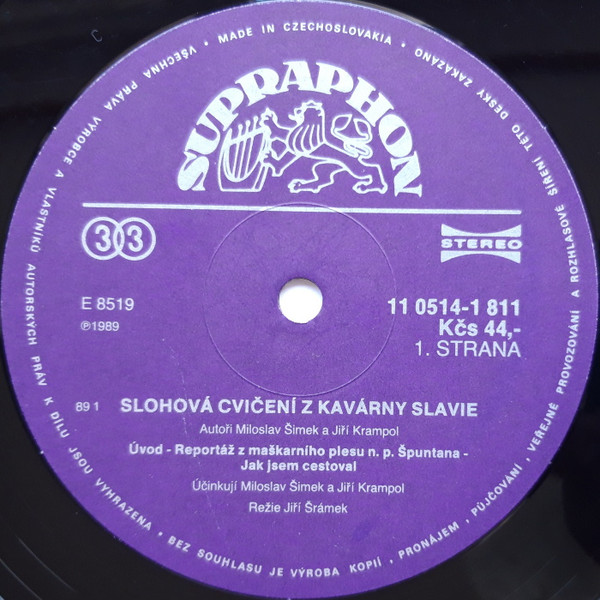 • MADE IN CZECHOSLOVAKIA •
VŠECHNA PRÁVA VÝROBCE A VLASTNÍKŮ AUTORSKÝCH PRÁV K DÍLU JSOU VYHRAZENA • BEZ SOUHLASU JE VÝROBA KOPIÍ, PRONÁJEM, PŮJČOVÁNÍ, VEŘEJNÉ PROVOZOVÁNÍ A ROZHLASOVÉ ŠÍŘENÍ TÉTO DESKY ZAKÁZÁNO
SUPRAPHON
33
STEREO
E 8519
℗1989
11 0514-1 811
Kčs 44,-
1. STRANA
89 1 SLOHOVÁ CVIČENÍ Z KAVÁRNY SLAVIE
Autoři Miloslav Šimek a Jiří Krampol
Úvod - Reportáž z maškarního plesu n. p. Špuntana -
Jak jsem cestoval
Účinkují Miloslav Šimek a Jiří Krampol
Režie Jiří Šrámek